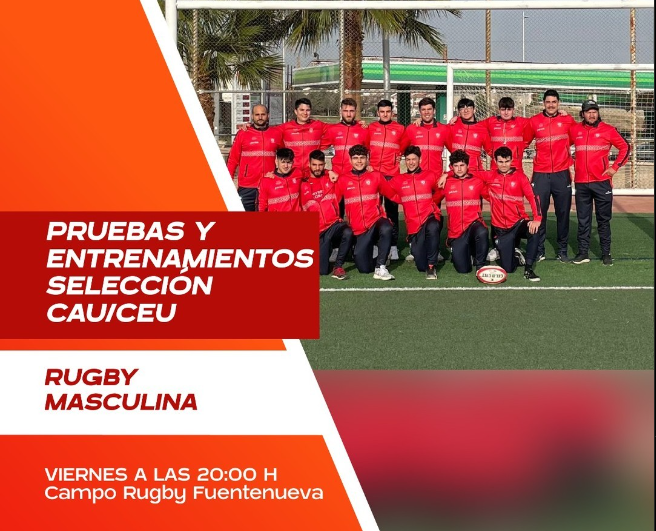 PRUEBAS Y
ENTRENAMIENTOS
SELECCIÓN
CAU/CEU
RUGBY
MASCULINA
VIERNES A LAS 20:00 H
Campo Rugby Fuentenueva